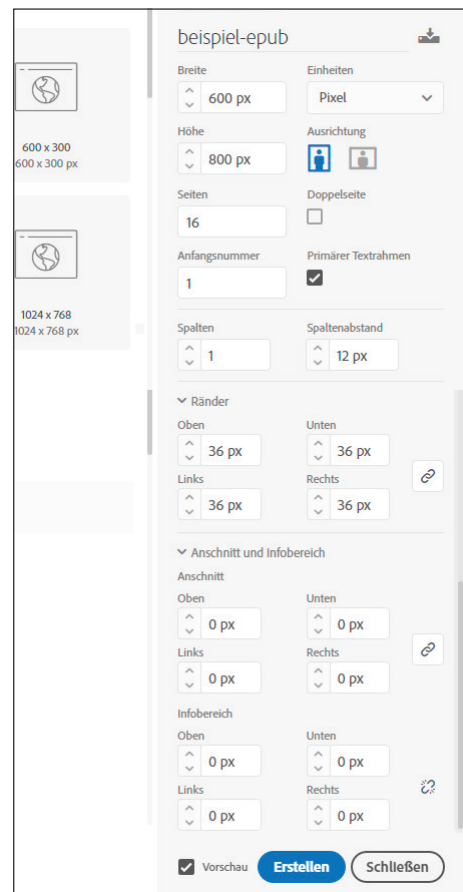 600 x 300
600 x 300 px
1024 x 768
1024 x 768 px
beispiel-epub
Breite Einheiten
600 px Pixel
Höhe Ausrichtung
800 px
Seiten Doppelseite
16
Anfangsnummer Primärer Textrahmen
1
Spalten Spaltenabstand
1 12 px
Ränder
Oben Unten
36 px 36 px
Links Rechts
36 px 36 px
Anschnitt und Infobereich
Anschnitt
Oben Unten
0 px 0 px
Links Rechts
0 px 0 px
Infobereich
Oben Unten
0 px 0 px
Links Rechts
0 px 0 px
Vorschau Erstellen Schließen